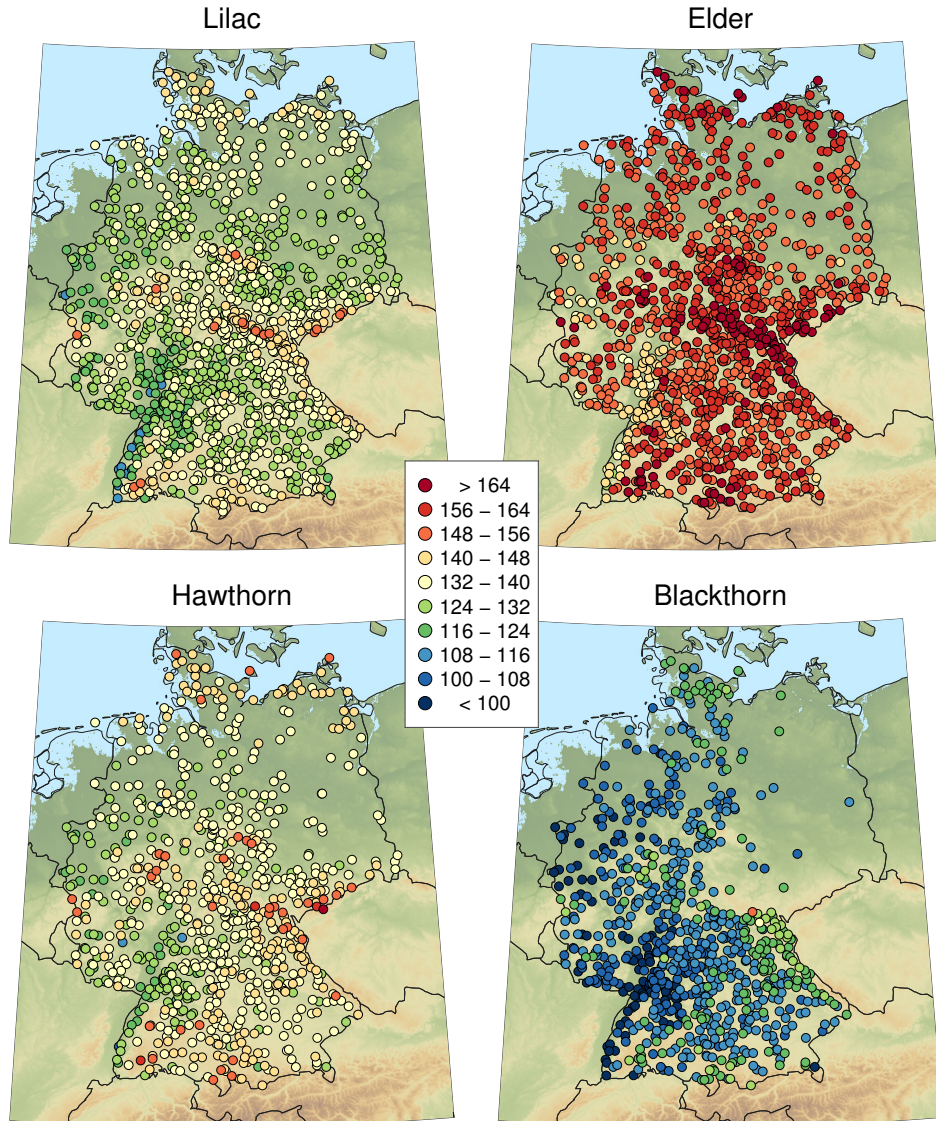 Lilac
Elder
> 164
156 – 164
148 – 156
140 – 148
132 – 140
124 – 132
116 – 124
108 – 116
100 – 108
< 100
Hawthorn
Blackthorn